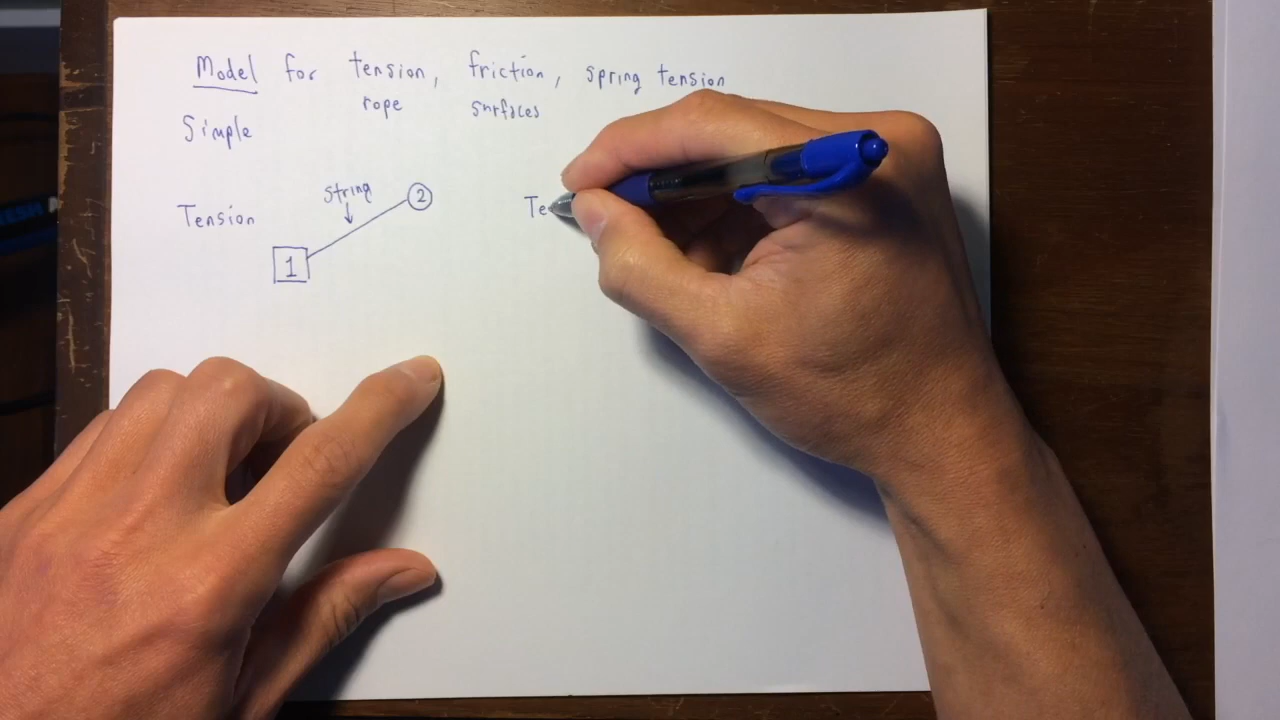 Model for tension, friction, spring tension
Simple rope surfaces
string
2
Tension
Te
1